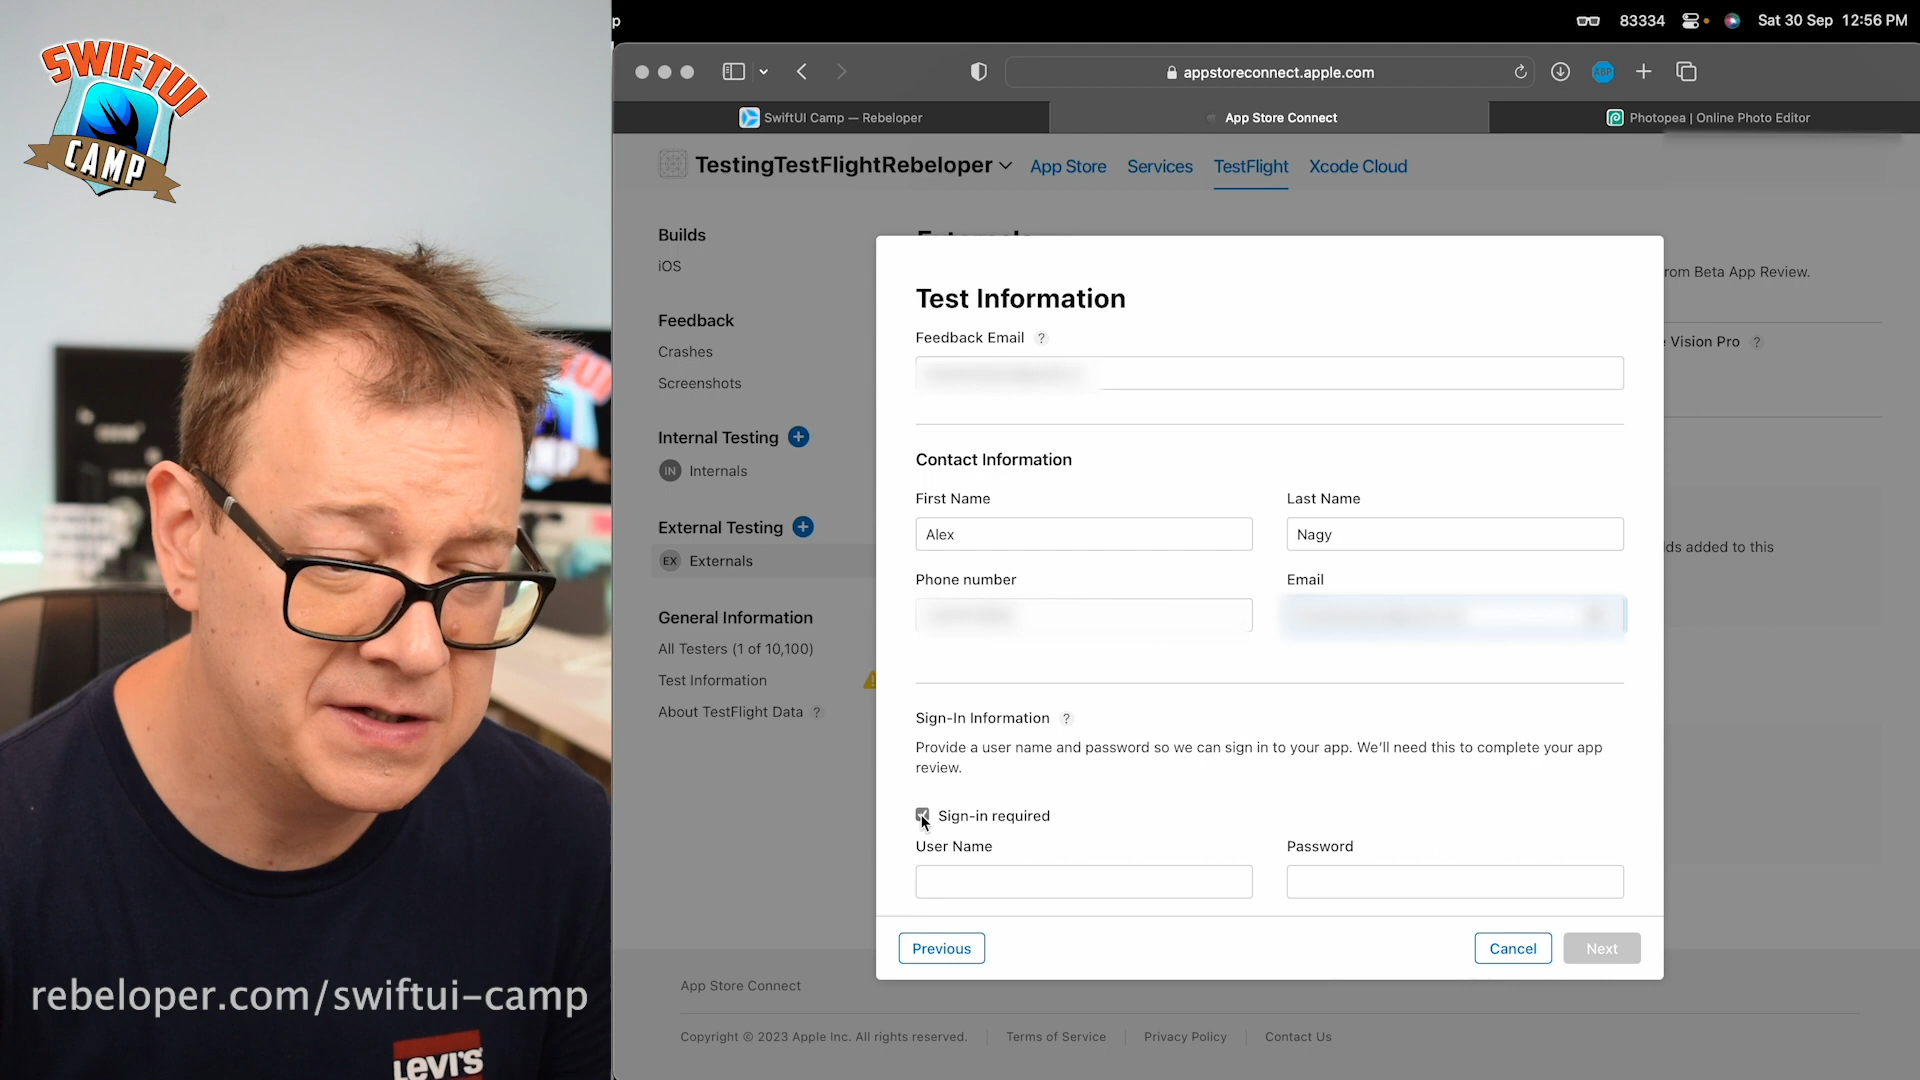 SWIFTUI
CAMP
rebeloper.com/swiftui-camp
LEVI'S
p
83334
Sat 30 Sep 12:56 PM
appstoreconnect.apple.com
ABP
SwiftUI Camp — Rebeloper
App Store Connect
Photopea | Online Photo Editor
TestingTestFlightRebeloper
App Store
Services
TestFlight
Xcode Cloud
Builds
iOS
Feedback
Crashes
Screenshots
Internal Testing
IN Internals
External Testing
EX Externals
General Information
All Testers (1 of 10,100)
Test Information
About TestFlight Data ?
rom Beta App Review.
Vision Pro ?
ds added to this
Test Information
Feedback Email ?
Contact Information
First Name
Last Name
Alex
Nagy
Phone number
Email
Sign-In Information ?
Provide a user name and password so we can sign in to your app. We'll need this to complete your app
review.
Sign-in required
User Name
Password
Previous
Cancel
Next
App Store Connect
Copyright © 2023 Apple Inc. All rights reserved.
Terms of Service
Privacy Policy
Contact Us